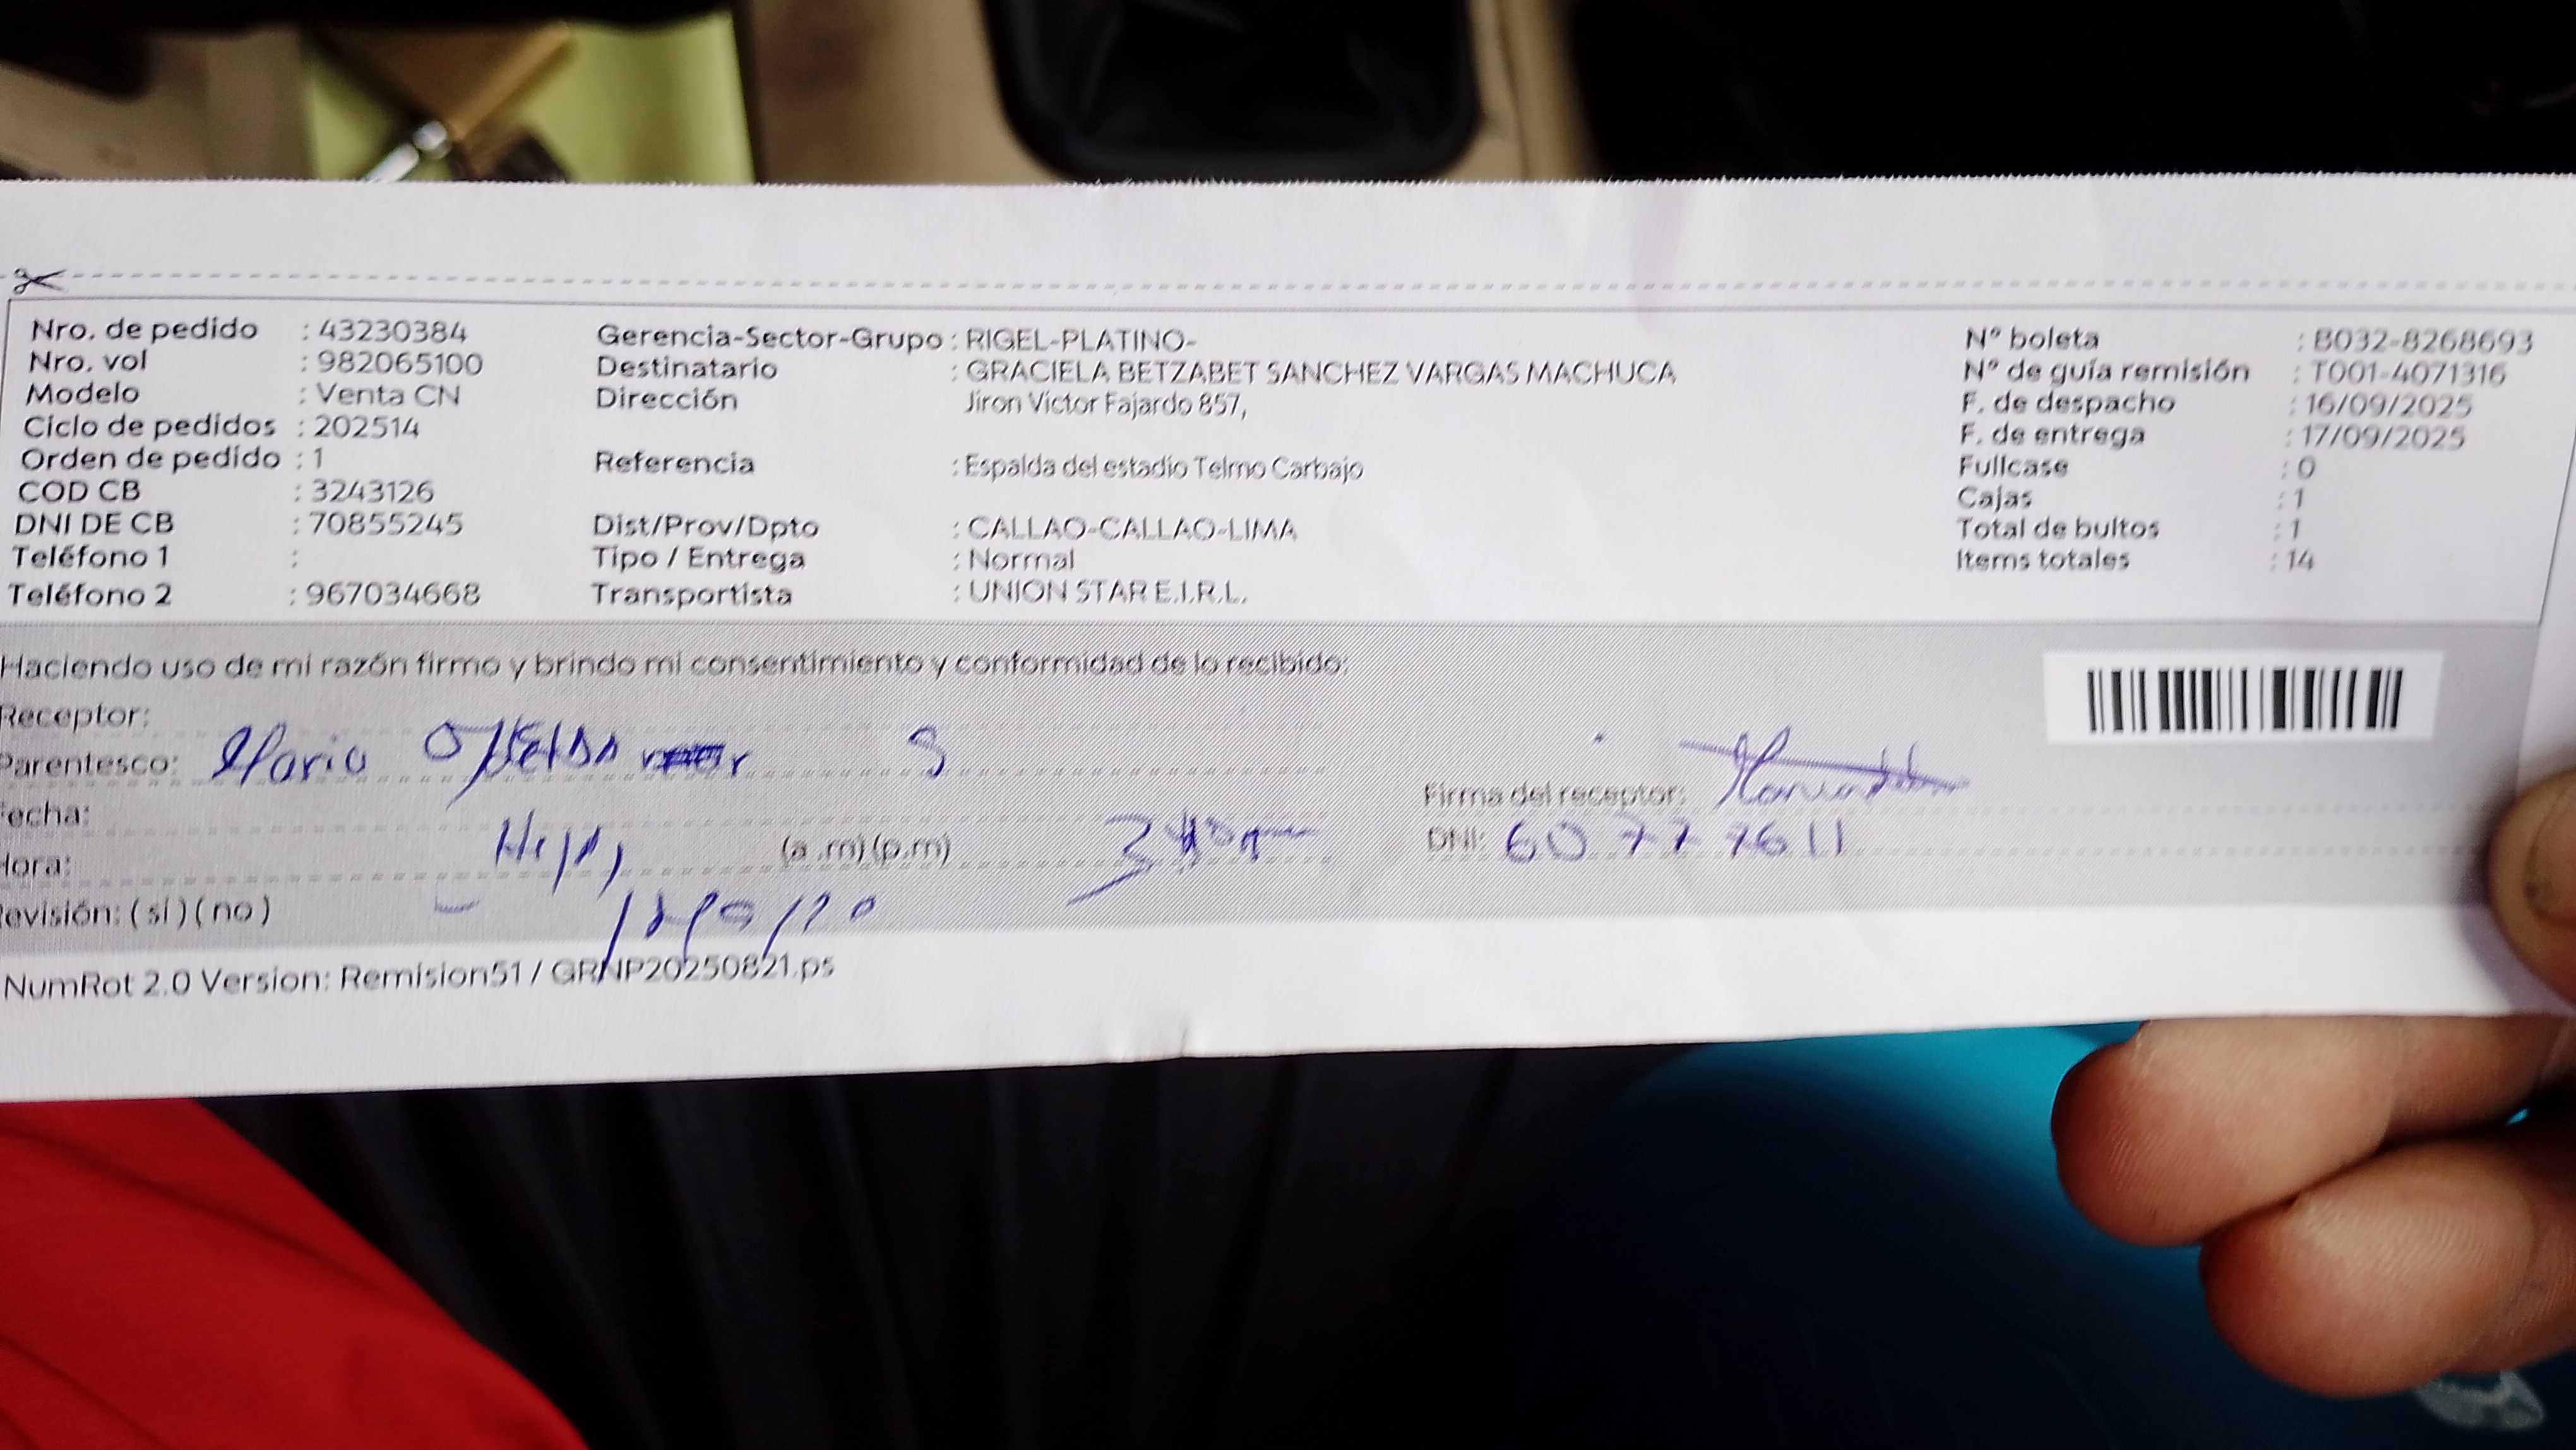 Nro. de pedido : 43230384
Nro. vol : 982065100
Modelo : Venta CN
Ciclo de pedidos : 202514
Orden de pedido : 1
COD CB : 3243126
DNI DE CB : 70855245
Teléfono 1 :
Teléfono 2 : 967034668
Gerencia-Sector-Grupo : RIGEL-PLATINO-
Destinatario : GRACIELA BETZABET SANCHEZ VARGAS MACHUCA
Dirección Jiron Victor Fajardo 857,
Referencia : Espalda del estadio Telmo Carbajo
Dist/Prov/Dpto : CALLAO-CALLAO-LIMA
Tipo / Entrega : Normal
Transportista : UNION STAR E.I.R.L.
N° boleta : B032-8268693
N° de guía remisión : T001-4071316
F. de despacho : 16/09/2025
F. de entrega : 17/09/2025
Fullcase : 0
Cajas : 1
Total de bultos : 1
Items totales : 14
Haciendo uso de mi razón firmo y brindo mi consentimiento y conformidad de lo recibido:
Receptor:
Parentesco: Maria
Fecha:
Hora: (a .m) (p.m)
Revisión: ( sí ) ( no )
Firma del receptor:
DNI: 60777611
NumRot 2.0 Version: Remision51 / GRNP20250821.ps